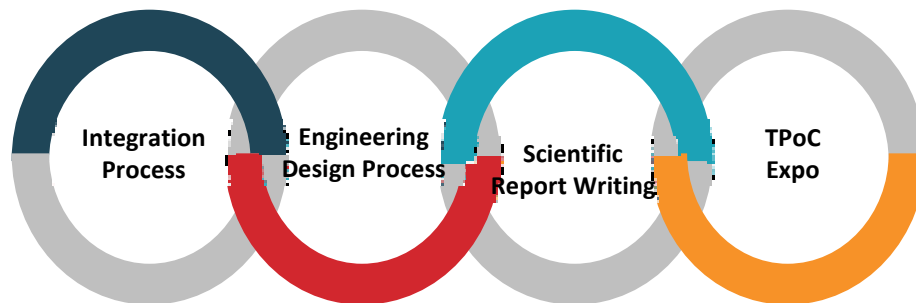 Integration
Process
Engineering
Design Process
Scientific
Report Writing
TPoC
Expo